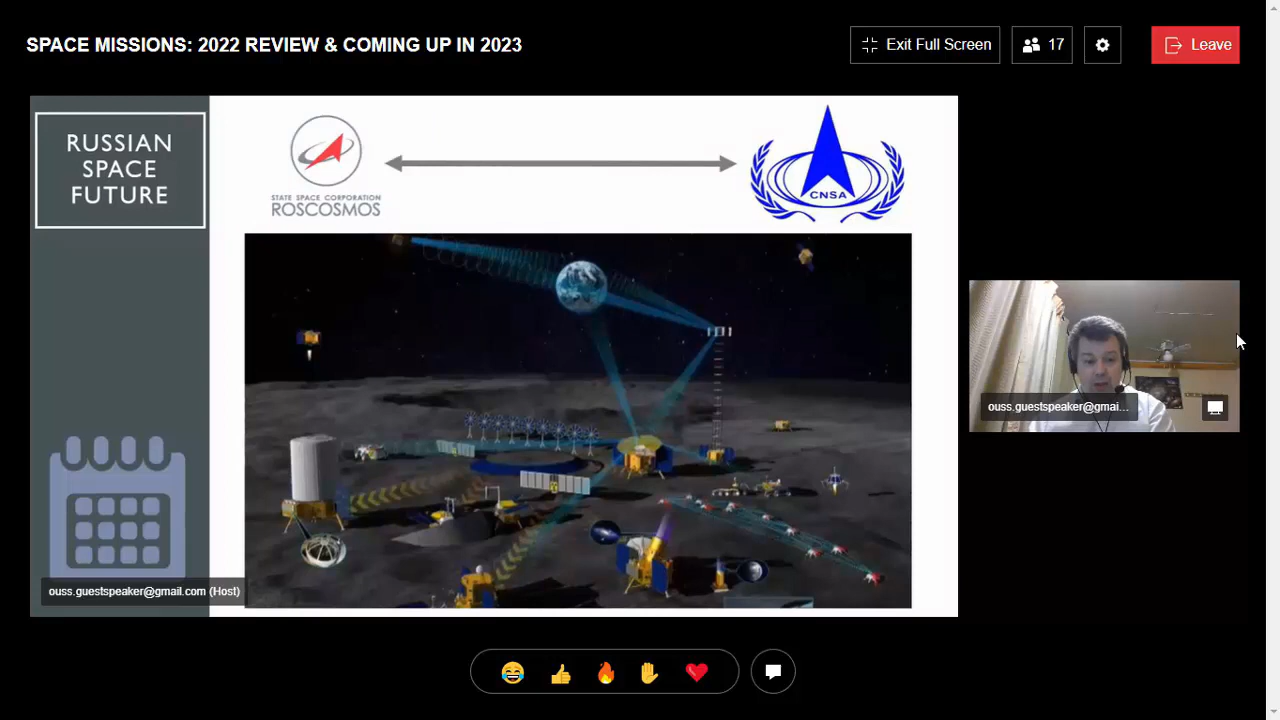 SPACE MISSIONS: 2022 REVIEW & COMING UP IN 2023
Exit Full Screen
17
Leave
RUSSIAN
SPACE
FUTURE
STATE SPACE CORPORATION
ROSCOSMOS
CNSA
ouss.guestspeaker@gmai...
ouss.guestspeaker@gmail.com (Host)